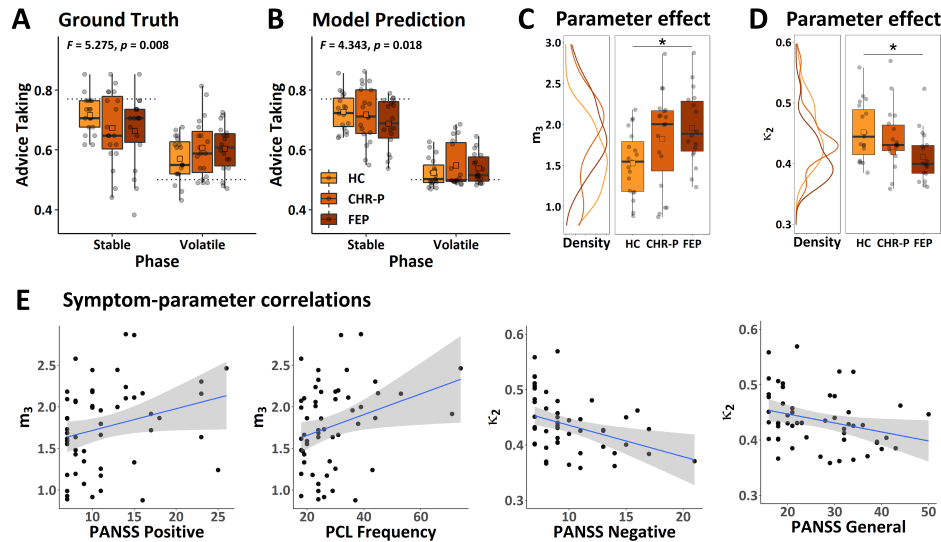 A Ground Truth
F = 5.275, p = 0.008
Advice Taking
0.8
0.6
0.4
Stable Volatile
Phase
B Model Prediction
F = 4.343, p = 0.018
Advice Taking
0.8
0.6
0.4
HC
CHR-P
FEP
Stable Volatile
Phase
C Parameter effect
m3
3.0
2.5
2.0
1.5
1.0
*
Density HC CHR-P FEP
D Parameter effect
κ2
0.6
0.5
0.4
0.3
*
Density HC CHR-P FEP
E Symptom-parameter correlations
m3
2.5
2.0
1.5
1.0
10 15 20 25
PANSS Positive
m3
2.5
2.0
1.5
1.0
20 30 40 50 60 70
PCL Frequency
κ2
0.6
0.5
0.4
0.3
10 15 20
PANSS Negative
κ2
0.6
0.5
0.4
0.3
20 30 40 50
PANSS General